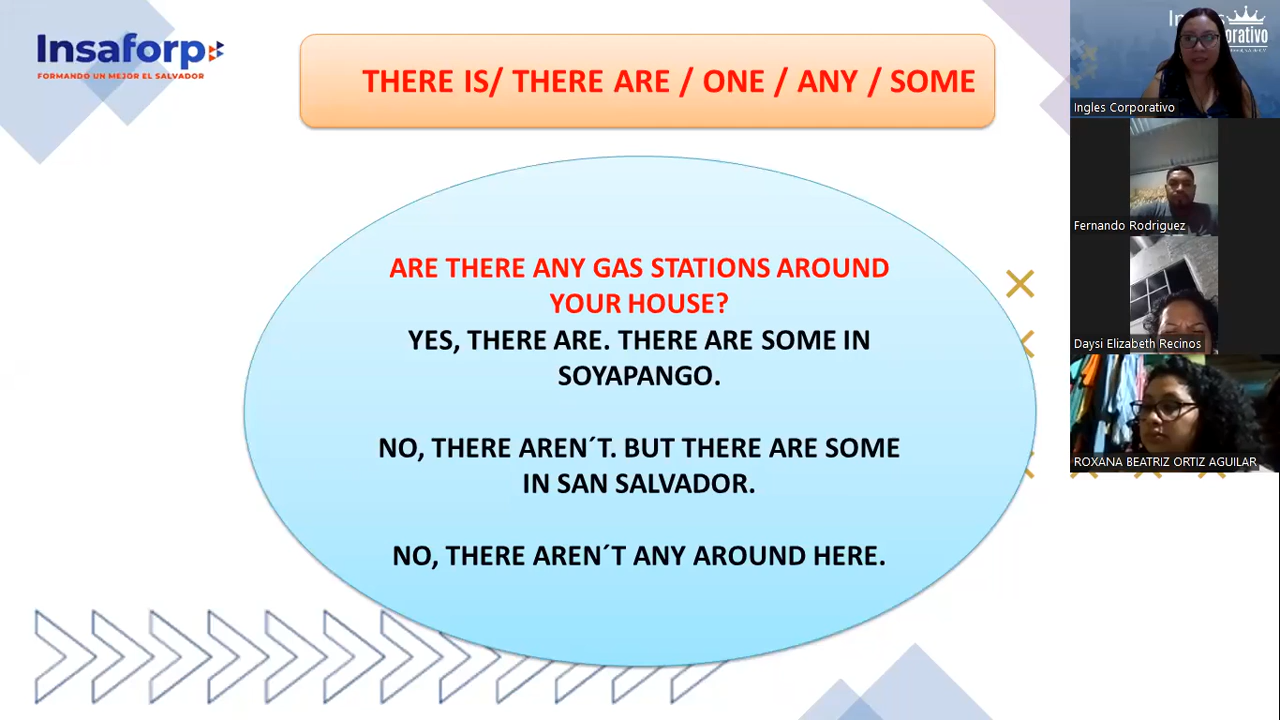 Insaforp
FORMANDO UN MEJOR EL SALVADOR
THERE IS/ THERE ARE / ONE / ANY / SOME
ARE THERE ANY GAS STATIONS AROUND
YOUR HOUSE?
YES, THERE ARE. THERE ARE SOME IN
SOYAPANGO.
NO, THERE AREN´T. BUT THERE ARE SOME
IN SAN SALVADOR.
NO, THERE AREN´T ANY AROUND HERE.
Ingles Corporativo
Fernando Rodriguez
Daysi Elizabeth Recinos
ROXANA BEATRIZ ORTIZ AGUILAR